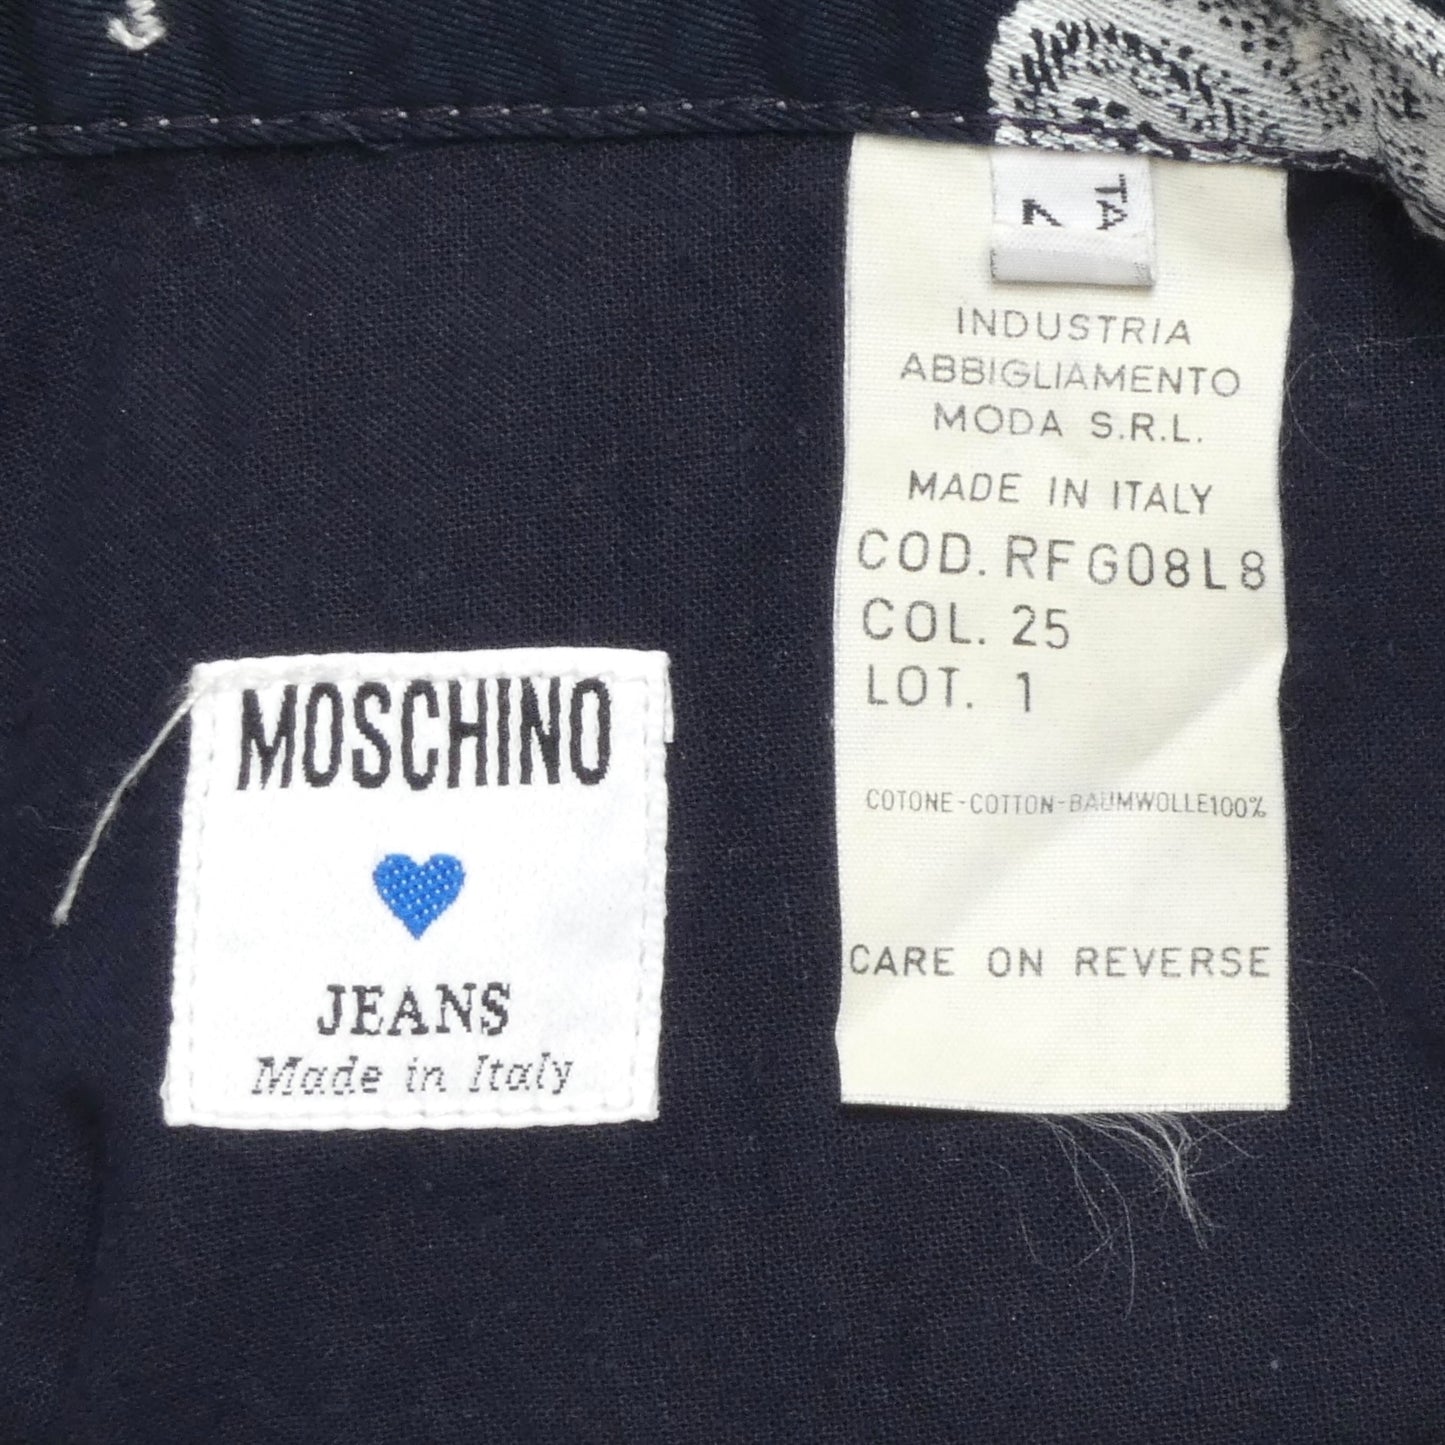 MOSCHINO
JEANS
Made in Italy
TA
INDUSTRIA
ABBIGLIAMENTO
MODA S.R.L.
MADE IN ITALY
COD. RFG08L8
COL. 25
LOT. 1
COTONE-COTTON-BAUMWOLLE100%
CARE ON REVERSE